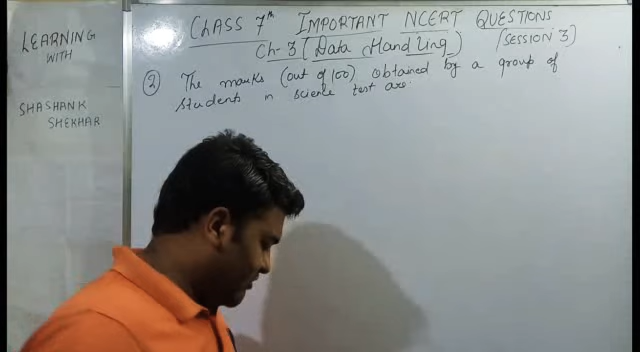 LEARNING
WITH
SHASHANK
SHEKHAR
CLASS 7th IMPORTANT NCERT QUESTIONS
Ch-3 (Data Handling) (SESSION 3)
② The marks (out of 100) obtained by a group of
students in science test are